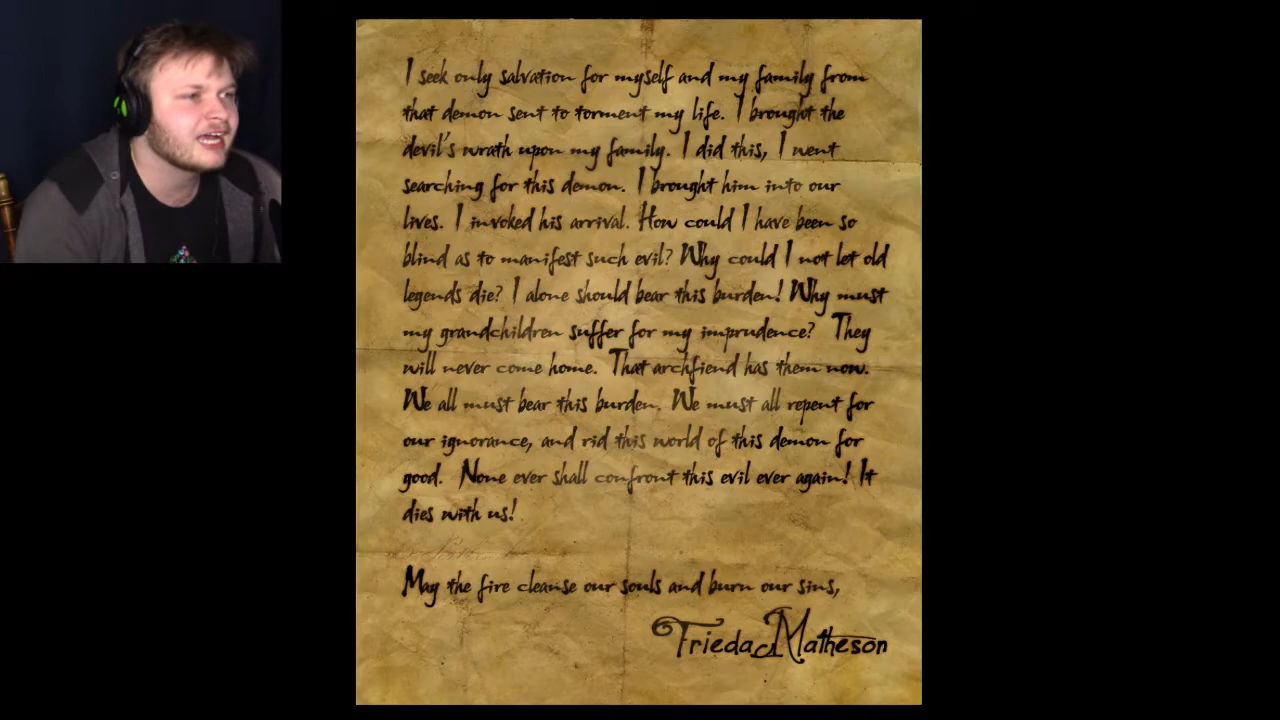 I seek only salvation for myself and my family from
that demon sent to torment my life. I brought the
devil's wrath upon my family. I did this, I went
searching for this demon. I brought him into our
lives. I invoked his arrival. How could I have been so
blind as to manifest such evil? Why could I not let old
legends die? I alone should bear this burden! Why must
my grandchildren suffer for my imprudence? They
will never come home. That archfiend has them now.
We all must bear this burden. We must all repent for
our ignorance, and rid this world of this demon for
good. None ever shall confront this evil ever again! It
dies with us!
May the fire cleanse our souls and burn our sins,
Frieda Matheson